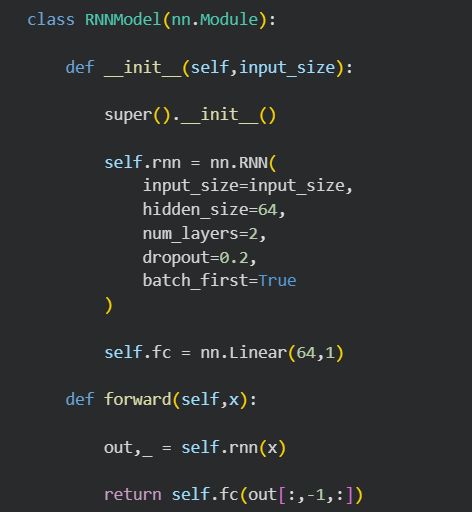 class RNNModel(nn.Module):
def __init__(self,input_size):
super().__init__()
self.rnn = nn.RNN(
input_size=input_size,
hidden_size=64,
num_layers=2,
dropout=0.2,
batch_first=True
)
self.fc = nn.Linear(64,1)
def forward(self,x):
out,_ = self.rnn(x)
return self.fc(out[:,-1,:])